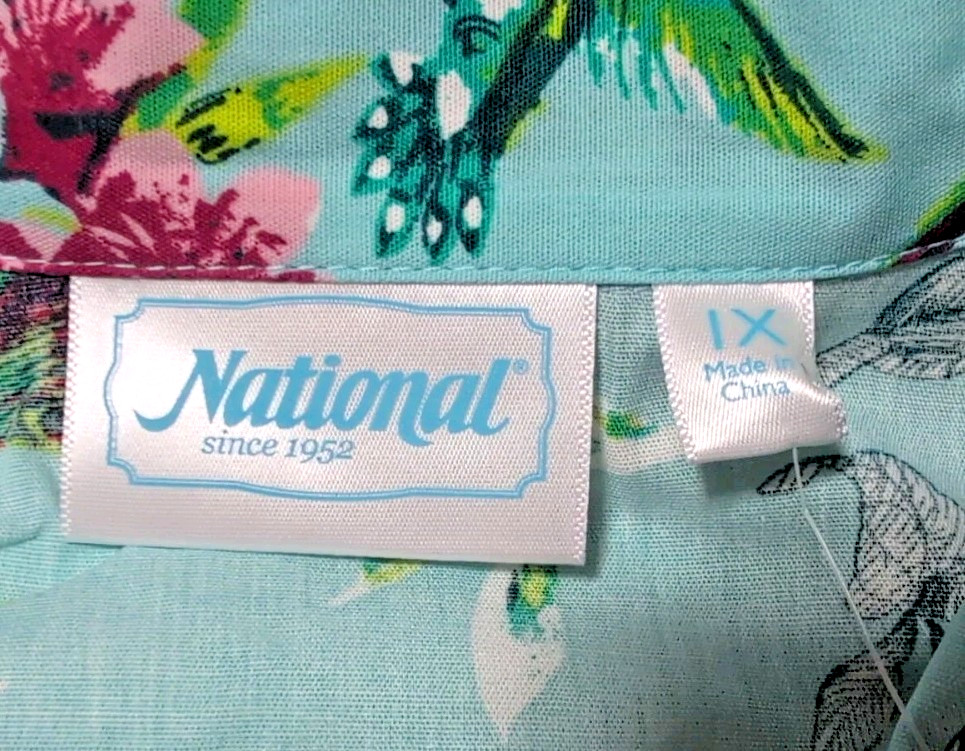 National®
since 1952
1X
Made in
China